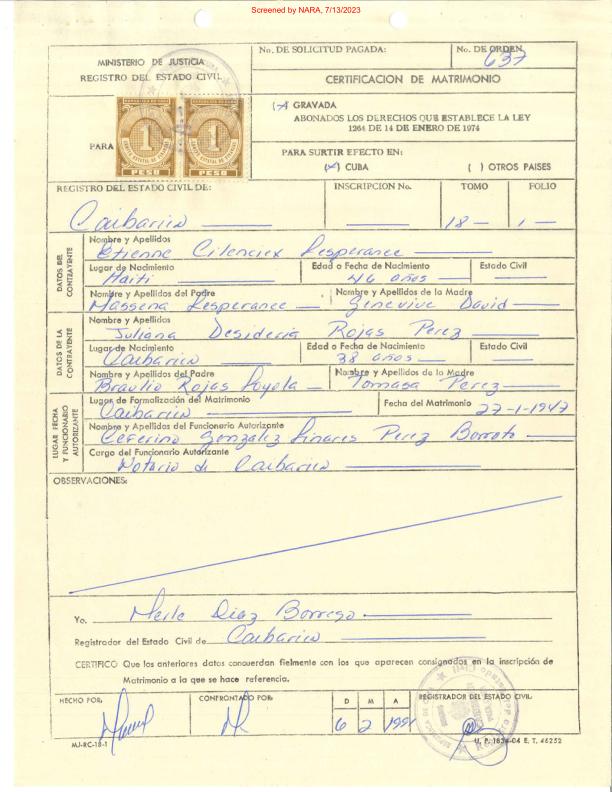 Screened by NARA, 7/13/2023
MINISTERIO DE JUSTICIA
REGISTRO DEL ESTADO CIVIL
No. DE SOLICITUD PAGADA:
No. DE ORDEN
637
CERTIFICACION DE MATRIMONIO
GRAVADA
ABONADOS LOS DERECHOS QUE ESTABLECE LA LEY
1264 DE 14 DE ENERO DE 1974
PARA
1 1
PESO PESO
PARA SURTIR EFECTO EN:
CUBA ( ) OTROS PAISES
REGISTRO DEL ESTADO CIVIL DE:
INSCRIPCION No. TOMO FOLIO
Caibarien 18 1
DATOS DEL CONTRAYENTE
Nombre y Apellidos
Etienne Lesperance
Lugar de Nacimiento Edad o Fecha de Nacimiento Estado Civil
Haiti 46 años
Nombre y Apellidos del Padre Nombre y Apellidos de la Madre
Massena Lesperance Genevive David
DATOS DE LA CONTRAYENTE
Nombre y Apellidos
Juliana Desideria Rojas Perez
Lugar de Nacimiento Edad o Fecha de Nacimiento Estado Civil
Caibarien 38 años
Nombre y Apellidos del Padre Nombre y Apellidos de la Madre
Braulio Rojas Loyola Tomasa Perez
LUGAR FECHA Y FUNCIONARIO AUTORIZANTE
Lugar de Formalización del Matrimonio Fecha del Matrimonio
Caibarien 27-1-1947
Nombre y Apellidos del Funcionario Autorizante
Ceferino Gonzalez Linares Perez Borroto
Cargo del Funcionario Autorizante
Notario de Caibarien
OBSERVACIONES:
Yo. Merle Diaz Borrego
Registrador del Estado Civil de Caibarien
CERTIFICO Que los anteriores datos concuerdan fielmente con los que aparecen consignados en la inscripción de
Matrimonio a la que se hace referencia.
HECHO POR, CONFRONTADO POR, D M A REGISTRADOR DEL ESTADO CIVIL
6 2 1991
MJ-RC-18-1
U. P. 1834-04 E. T. 46252